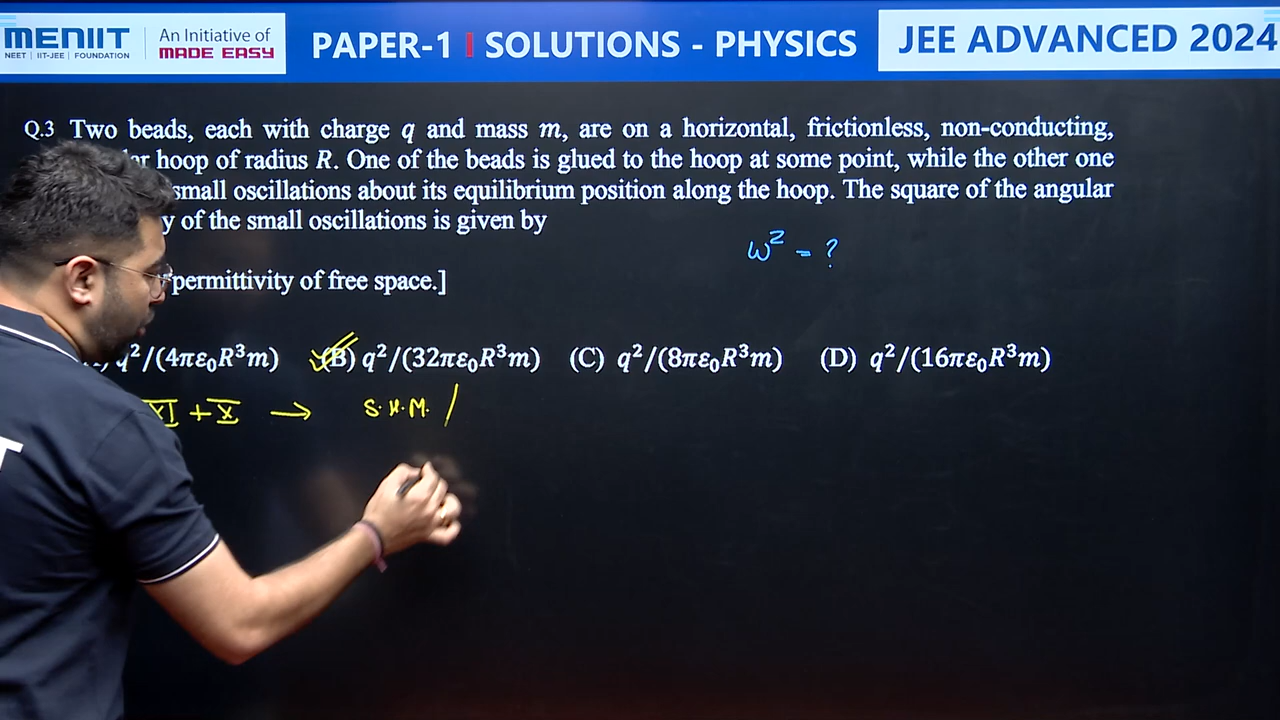 MENIIT
NEET | IIT-JEE | FOUNDATION
An Initiative of
MADE EASY
PAPER-1 | SOLUTIONS - PHYSICS
JEE ADVANCED 2024
Q.3 Two beads, each with charge q and mass m, are on a horizontal, frictionless, non-conducting,
hoop of radius R. One of the beads is glued to the hoop at some point, while the other one
small oscillations about its equilibrium position along the hoop. The square of the angular
of the small oscillations is given by
ω² = ?
permittivity of free space.]
q²/(4πε₀R³m) (B) q²/(32πε₀R³m) (C) q²/(8πε₀R³m) (D) q²/(16πε₀R³m)
XI + X → S.H.M. /